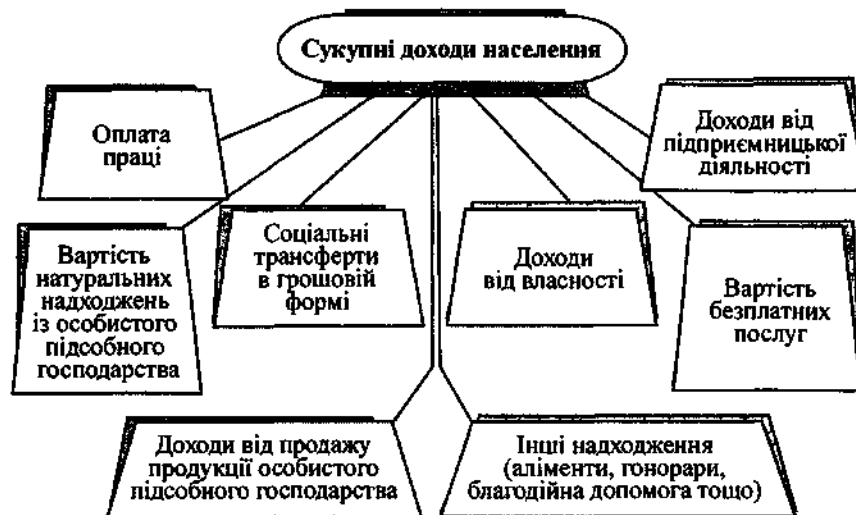 Сукупні доходи населення
Оплата
праці
Доходи від
підприємницької
діяльності
Вартість
натуральних
надходжень
із особистого
підсобного
господарства
Соціальні
трансферти
в грошовій
формі
Доходи
від власності
Вартість
безплатних
послуг
Доходи від продажу
продукції особистого
підсобного господарства
Інші надходження
(аліменти, гонорари,
благодійна допомога тощо)